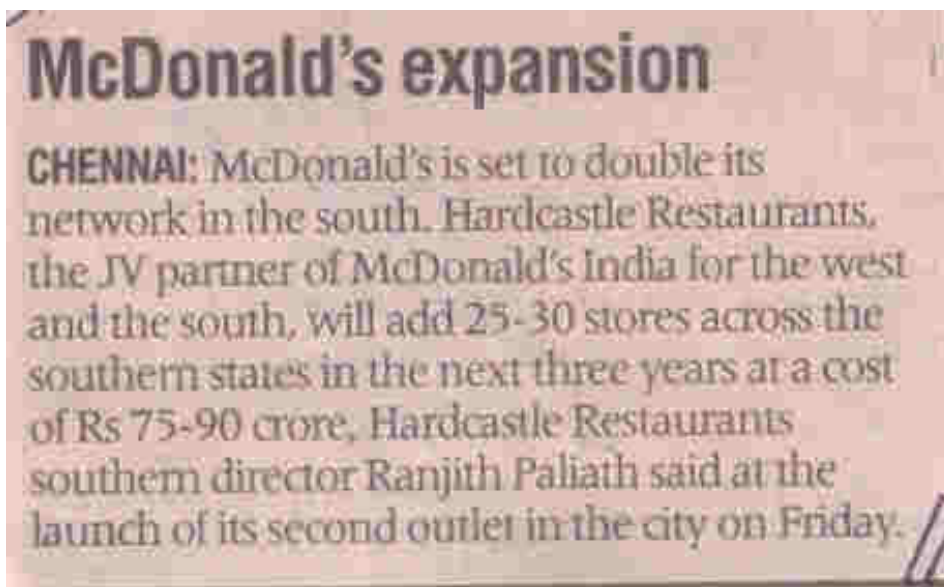 McDonald's expansion
CHENNAI: McDonald's is set to double its
network in the south. Hardcastle Restaurants,
the JV partner of McDonald's India for the west
and the south, will add 25-30 stores across the
southern states in the next three years at a cost
of Rs 75-90 crore, Hardcastle Restaurants
southern director Ranjith Paliath said at the
launch of its second outlet in the city on Friday.